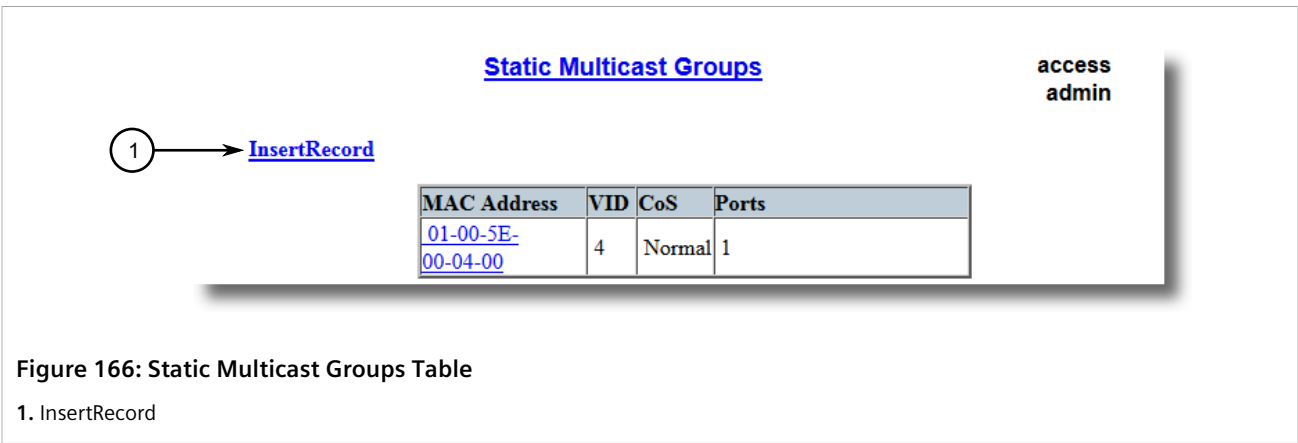 Static Multicast Groups
access
admin
1
InsertRecord
MAC Address VID CoS Ports
01-00-5E-
00-04-00 4 Normal 1
Figure 166: Static Multicast Groups Table
1. InsertRecord